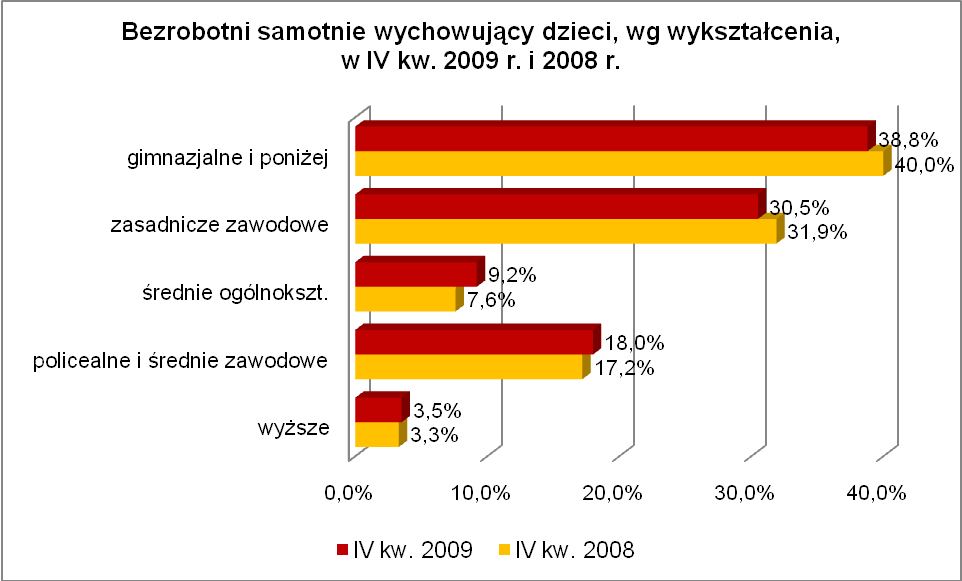 Bezrobotni samotnie wychowujący dzieci, wg wykształcenia,
w IV kw. 2009 r. i 2008 r.
gimnazjalne i poniżej
38,8%
40,0%
zasadnicze zawodowe
30,5%
31,9%
średnie ogólnokszt.
9,2%
7,6%
policealne i średnie zawodowe
18,0%
17,2%
wyższe
3,5%
3,3%
0,0% 10,0% 20,0% 30,0% 40,0%
IV kw. 2009 IV kw. 2008